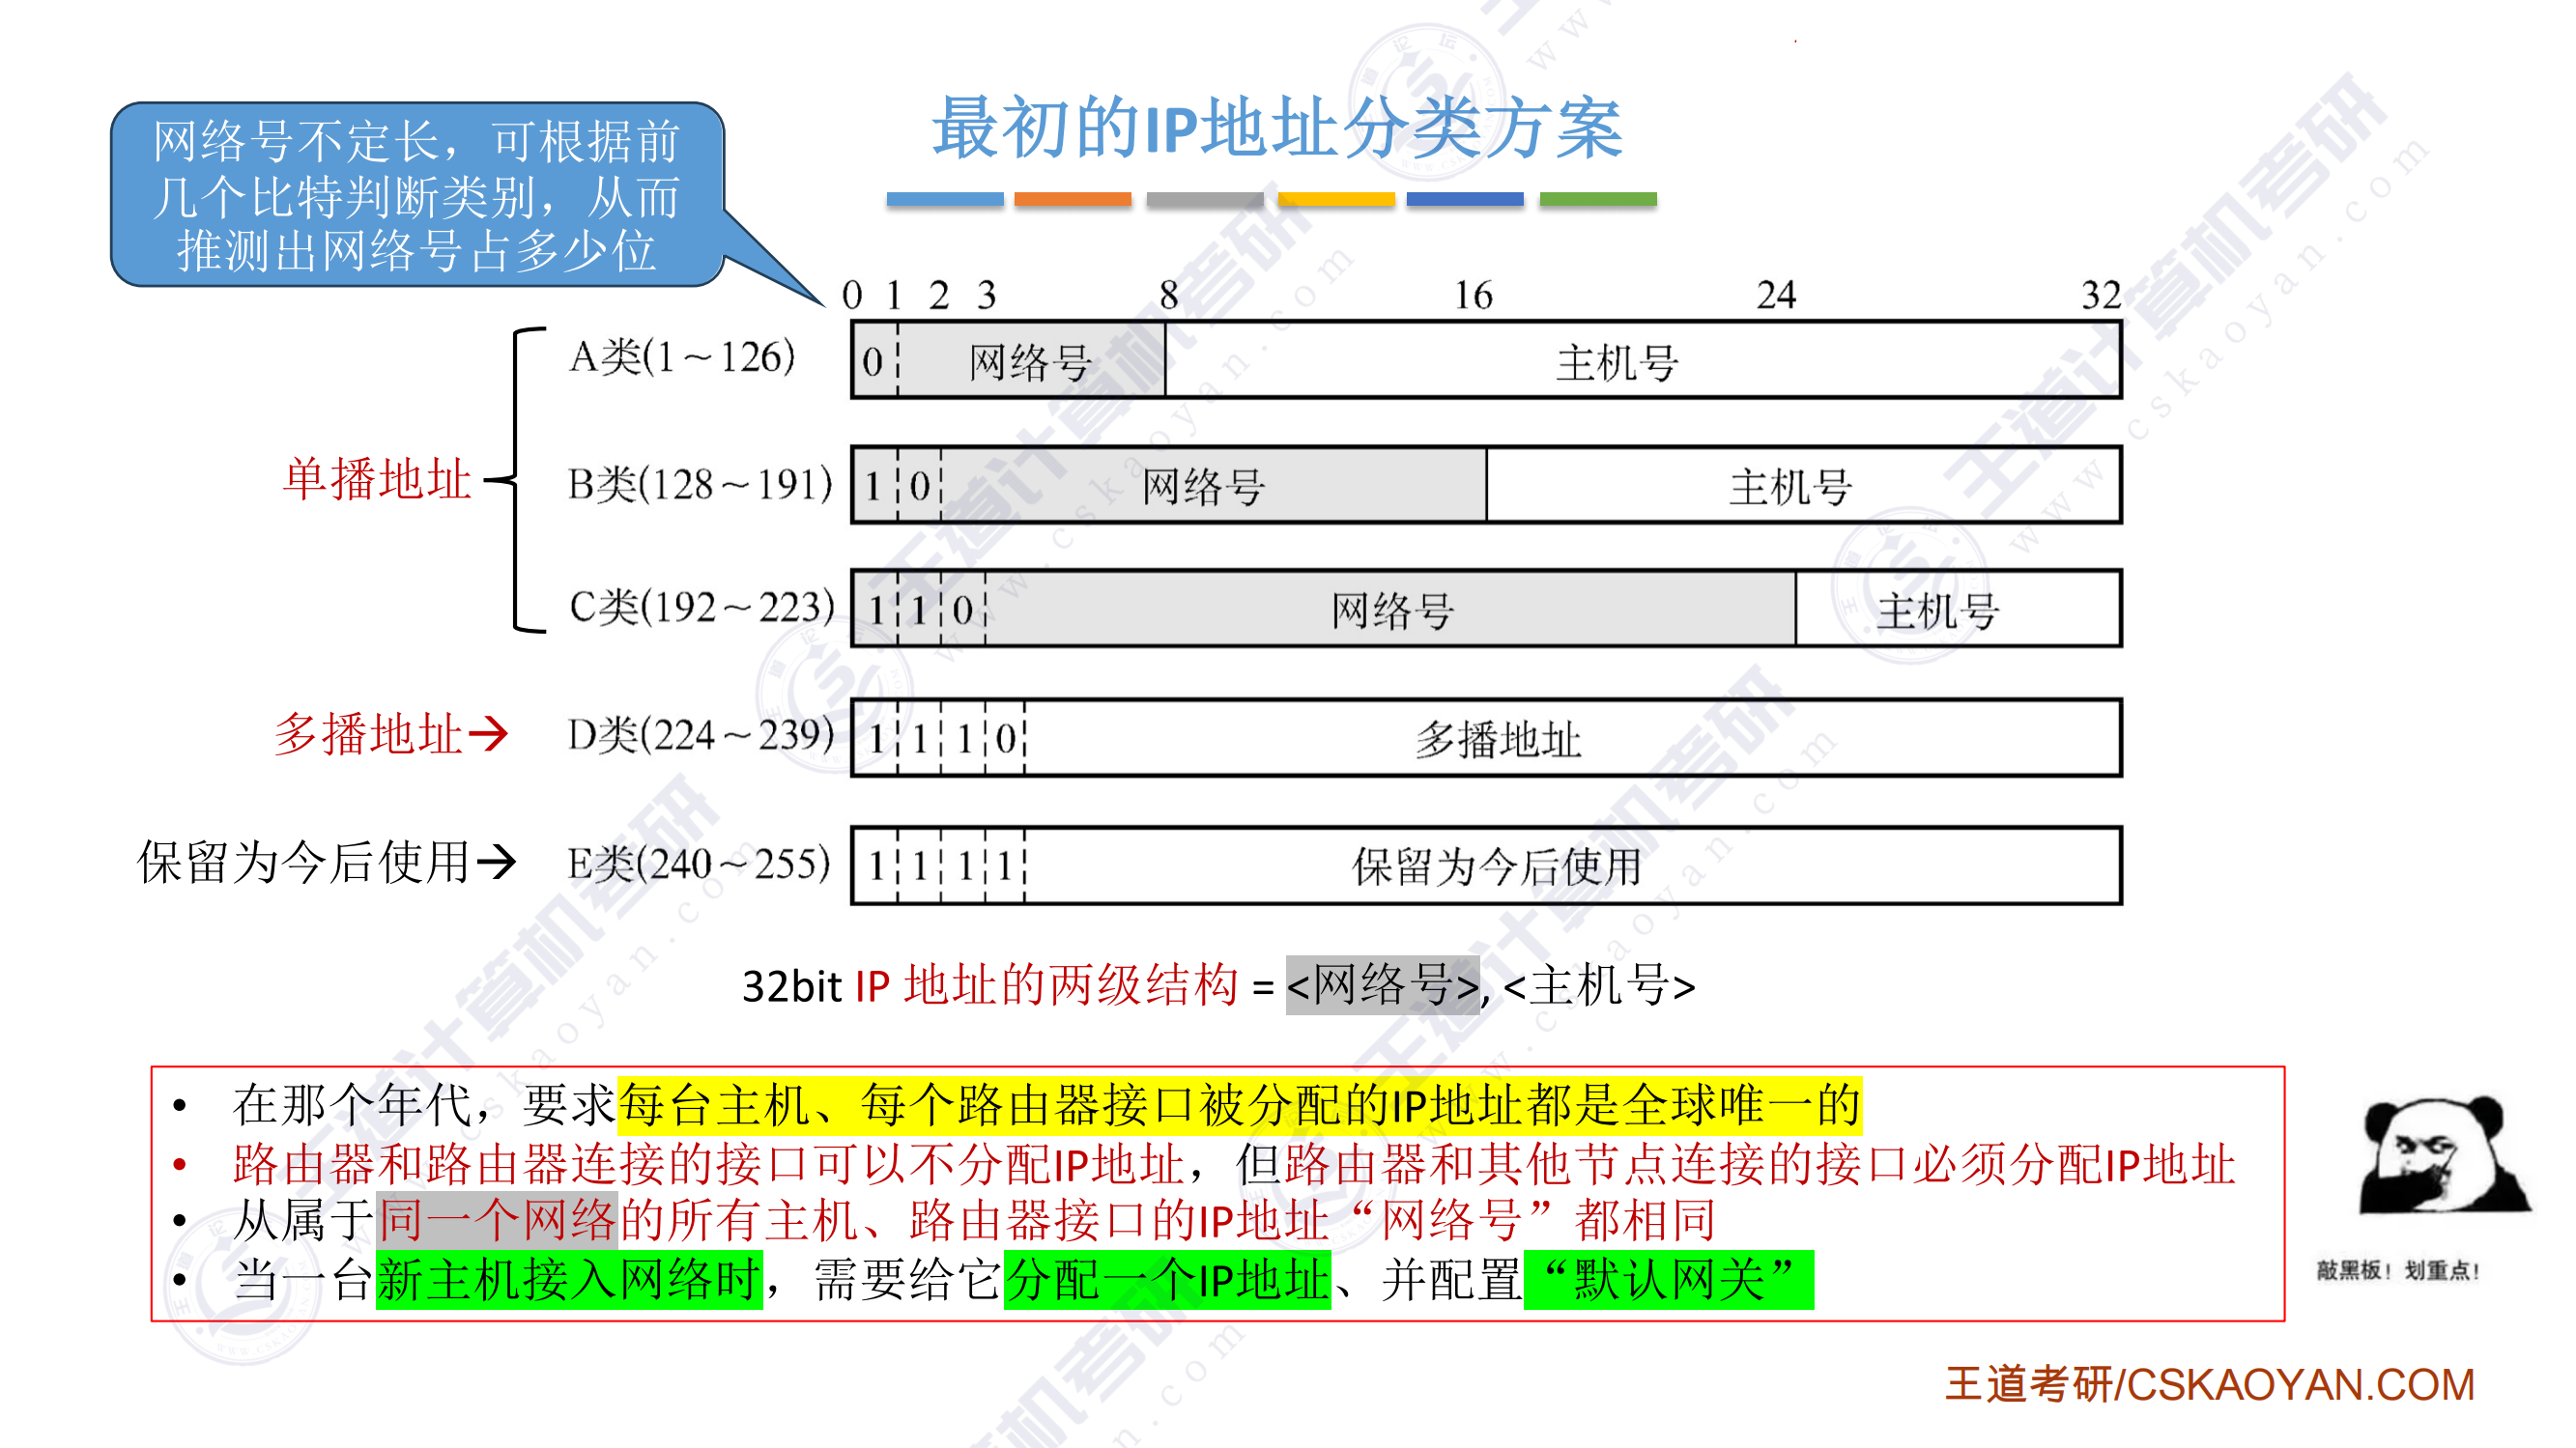 最初的IP地址分类方案
网络号不定长，可根据前
几个比特判断类别，从而
推测出网络号占多少位
0 1 2 3 8 16 24 32
单播地址
A类(1～126) 0 网络号 主机号
B类(128～191) 1 0 网络号 主机号
C类(192～223) 1 1 0 网络号 主机号
多播地址→ D类(224～239) 1 1 1 0 多播地址
保留为今后使用→ E类(240～255) 1 1 1 1 保留为今后使用
32bit IP 地址的两级结构 = <网络号>, <主机号>
• 在那个年代，要求每台主机、每个路由器接口被分配的IP地址都是全球唯一的
• 路由器和路由器连接的接口可以不分配IP地址，但路由器和其他节点连接的接口必须分配IP地址
• 从属于同一个网络的所有主机、路由器接口的IP地址“网络号”都相同
• 当一台新主机接入网络时，需要给它分配一个IP地址、并配置“默认网关”
敲黑板！划重点！
王道考研/CSKAOYAN.COM
王道计算机考研
www.cskaoyan.com